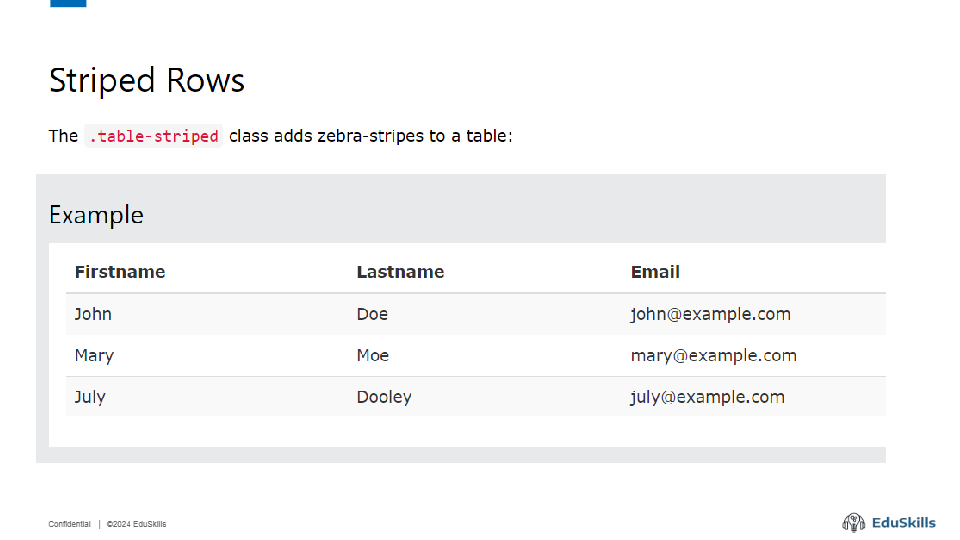 Striped Rows
The .table-striped class adds zebra-stripes to a table:
Example
Firstname Lastname Email
John Doe john@example.com
Mary Moe mary@example.com
July Dooley july@example.com
Confidential | ©2024 EduSkills
EduSkills